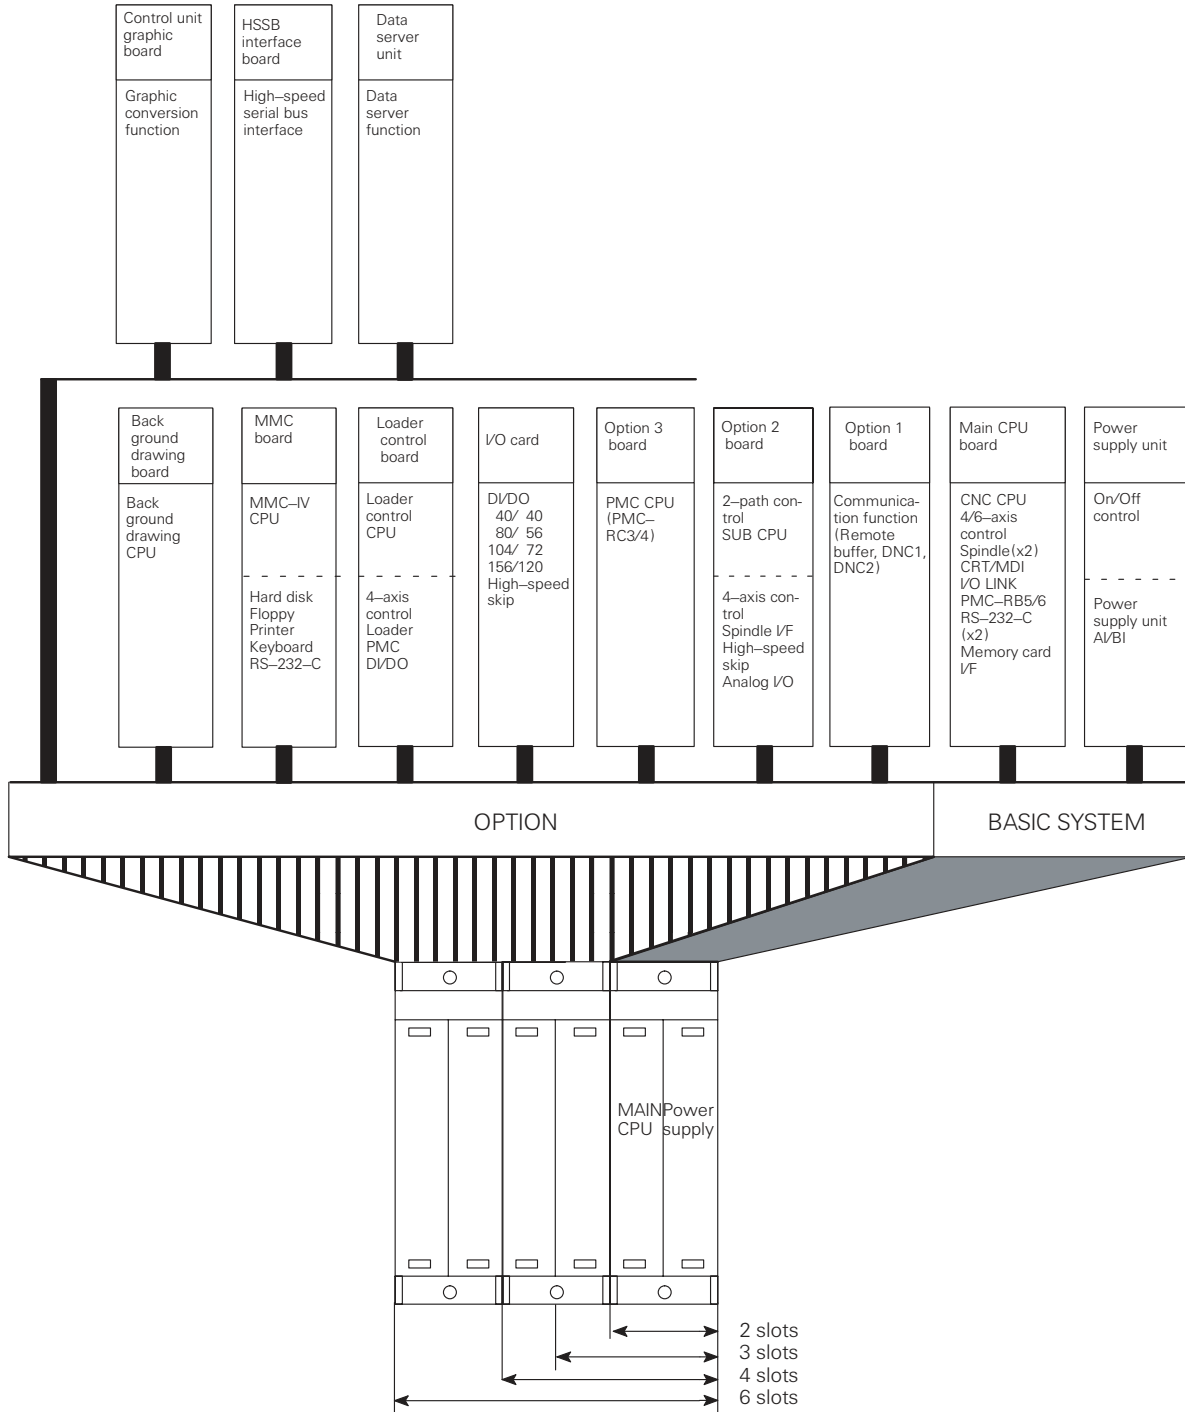 Control unit
graphic
board
Graphic
conversion
function
HSSB
interface
board
High–speed
serial bus
interface
Data
server
unit
Data
server
function
Back
ground
drawing
board
Back
ground
drawing
CPU
MMC
board
MMC–IV
CPU
Hard disk
Floppy
Printer
Keyboard
RS–232–C
Loader
control
board
Loader
control
CPU
4–axis
control
Loader
PMC
DI/DO
I/O card
DI/DO
40/ 40
80/ 56
104/ 72
156/120
High–speed
skip
Option 3
board
PMC CPU
(PMC–
RC3/4)
Option 2
board
2–path con-
trol
SUB CPU
4–axis con-
trol
Spindle I/F
High–speed
skip
Analog I/O
Option 1
board
Communica-
tion function
(Remote
buffer, DNC1,
DNC2)
Main CPU
board
CNC CPU
4/6–axis
control
Spindle(x2)
CRT/MDI
I/O LINK
PMC–RB5/6
RS–232–C
(x2)
Memory card
I/F
Power
supply unit
On/Off
control
Power
supply unit
AI/BI
OPTION
BASIC SYSTEM
MAIN
CPU
Power
supply
2 slots
3 slots
4 slots
6 slots